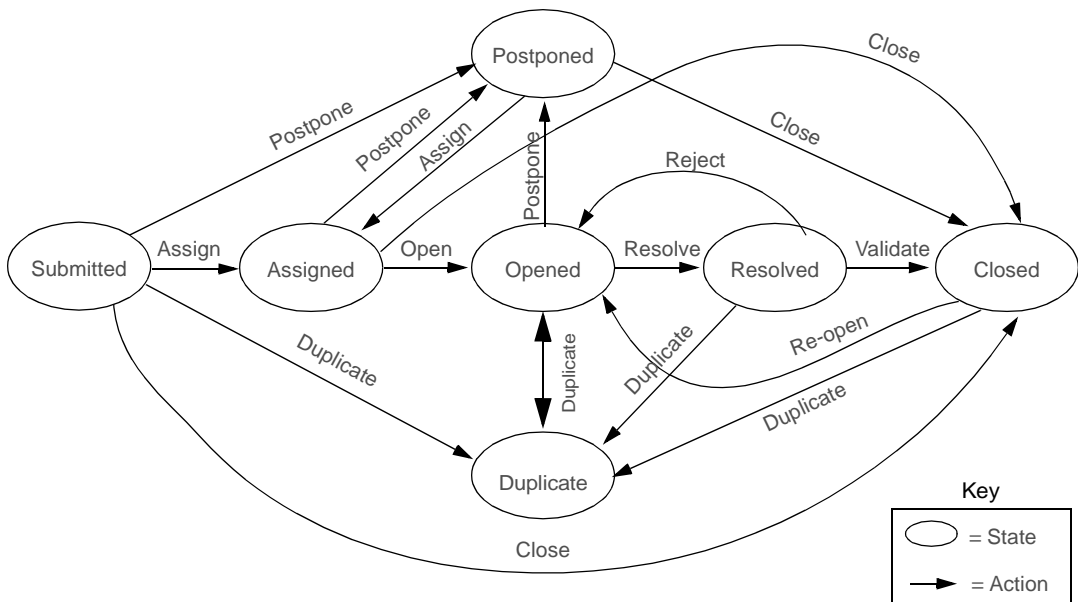 Postponed
Close
Postpone
Postpone
Assign
Close
Postpone
Reject
Submitted
Assign
Assigned
Open
Opened
Resolve
Resolved
Validate
Closed
Duplicate
Duplicate
Duplicate
Re-open
Duplicate
Duplicate
Close
Key
= State
= Action